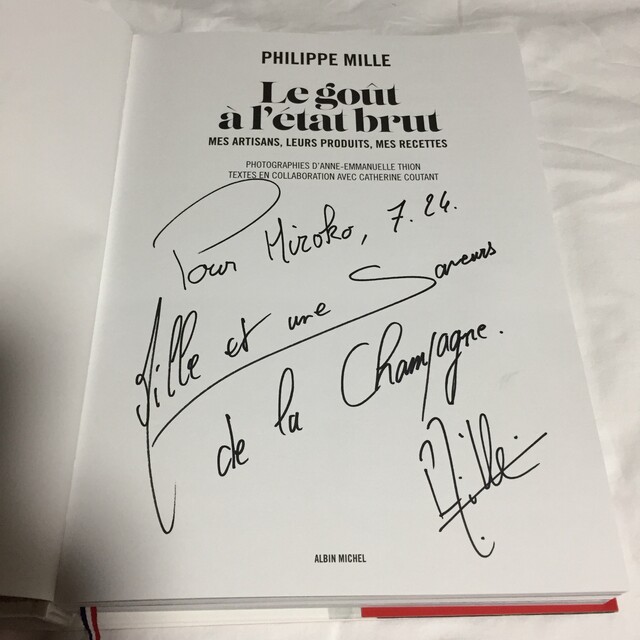 PHILIPPE MILLE
Le goût
à l'état brut
MES ARTISANS, LEURS PRODUITS, MES RECETTES
PHOTOGRAPHIES D'ANNE-EMMANUELLE THION
TEXTES EN COLLABORATION AVEC CATHERINE COUTANT
Pour Hiroko, 7.24.
Mille et une Saveurs
de la Champagne.
P. Mille.
ALBIN MICHEL